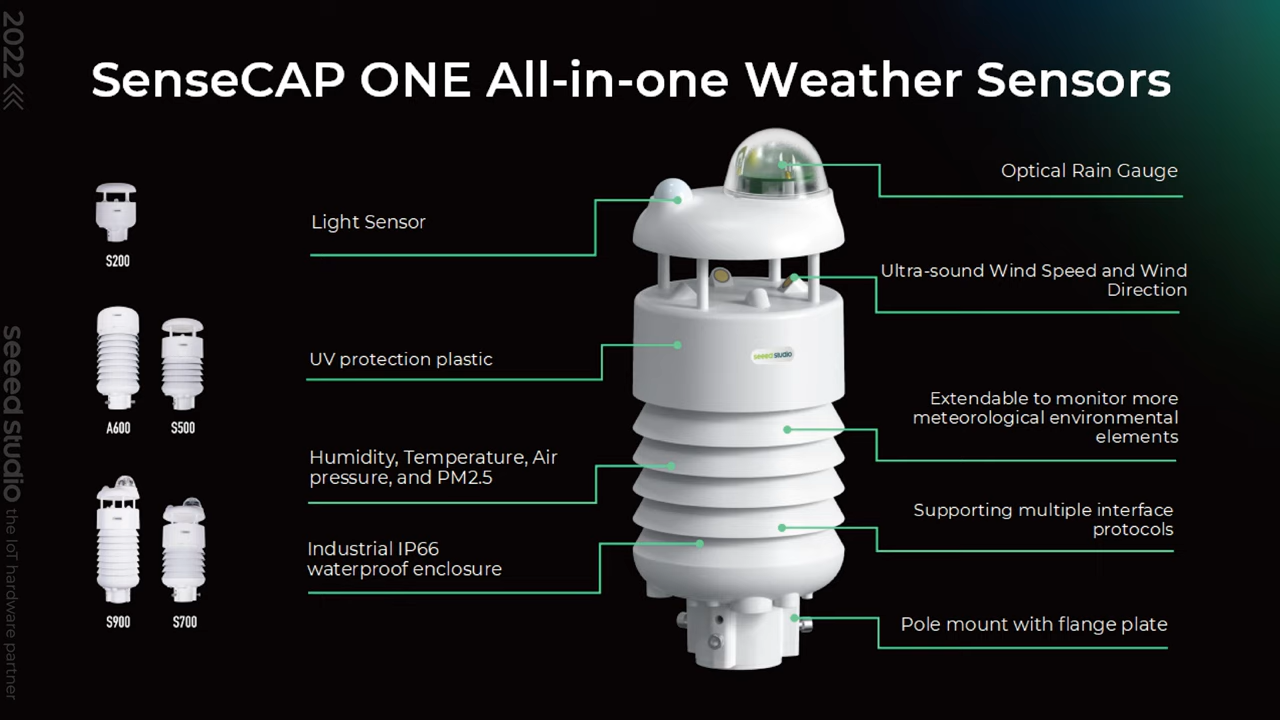 2022
SenseCAP ONE All-in-one Weather Sensors
S200
A600
S500
S900
S700
Light Sensor
UV protection plastic
Humidity, Temperature, Air
pressure, and PM2.5
Industrial IP66
waterproof enclosure
seeed studio
Optical Rain Gauge
Ultra-sound Wind Speed and Wind
Direction
Extendable to monitor more
meteorological environmental
elements
Supporting multiple interface
protocols
Pole mount with flange plate
seeed studio the IoT hardware partner